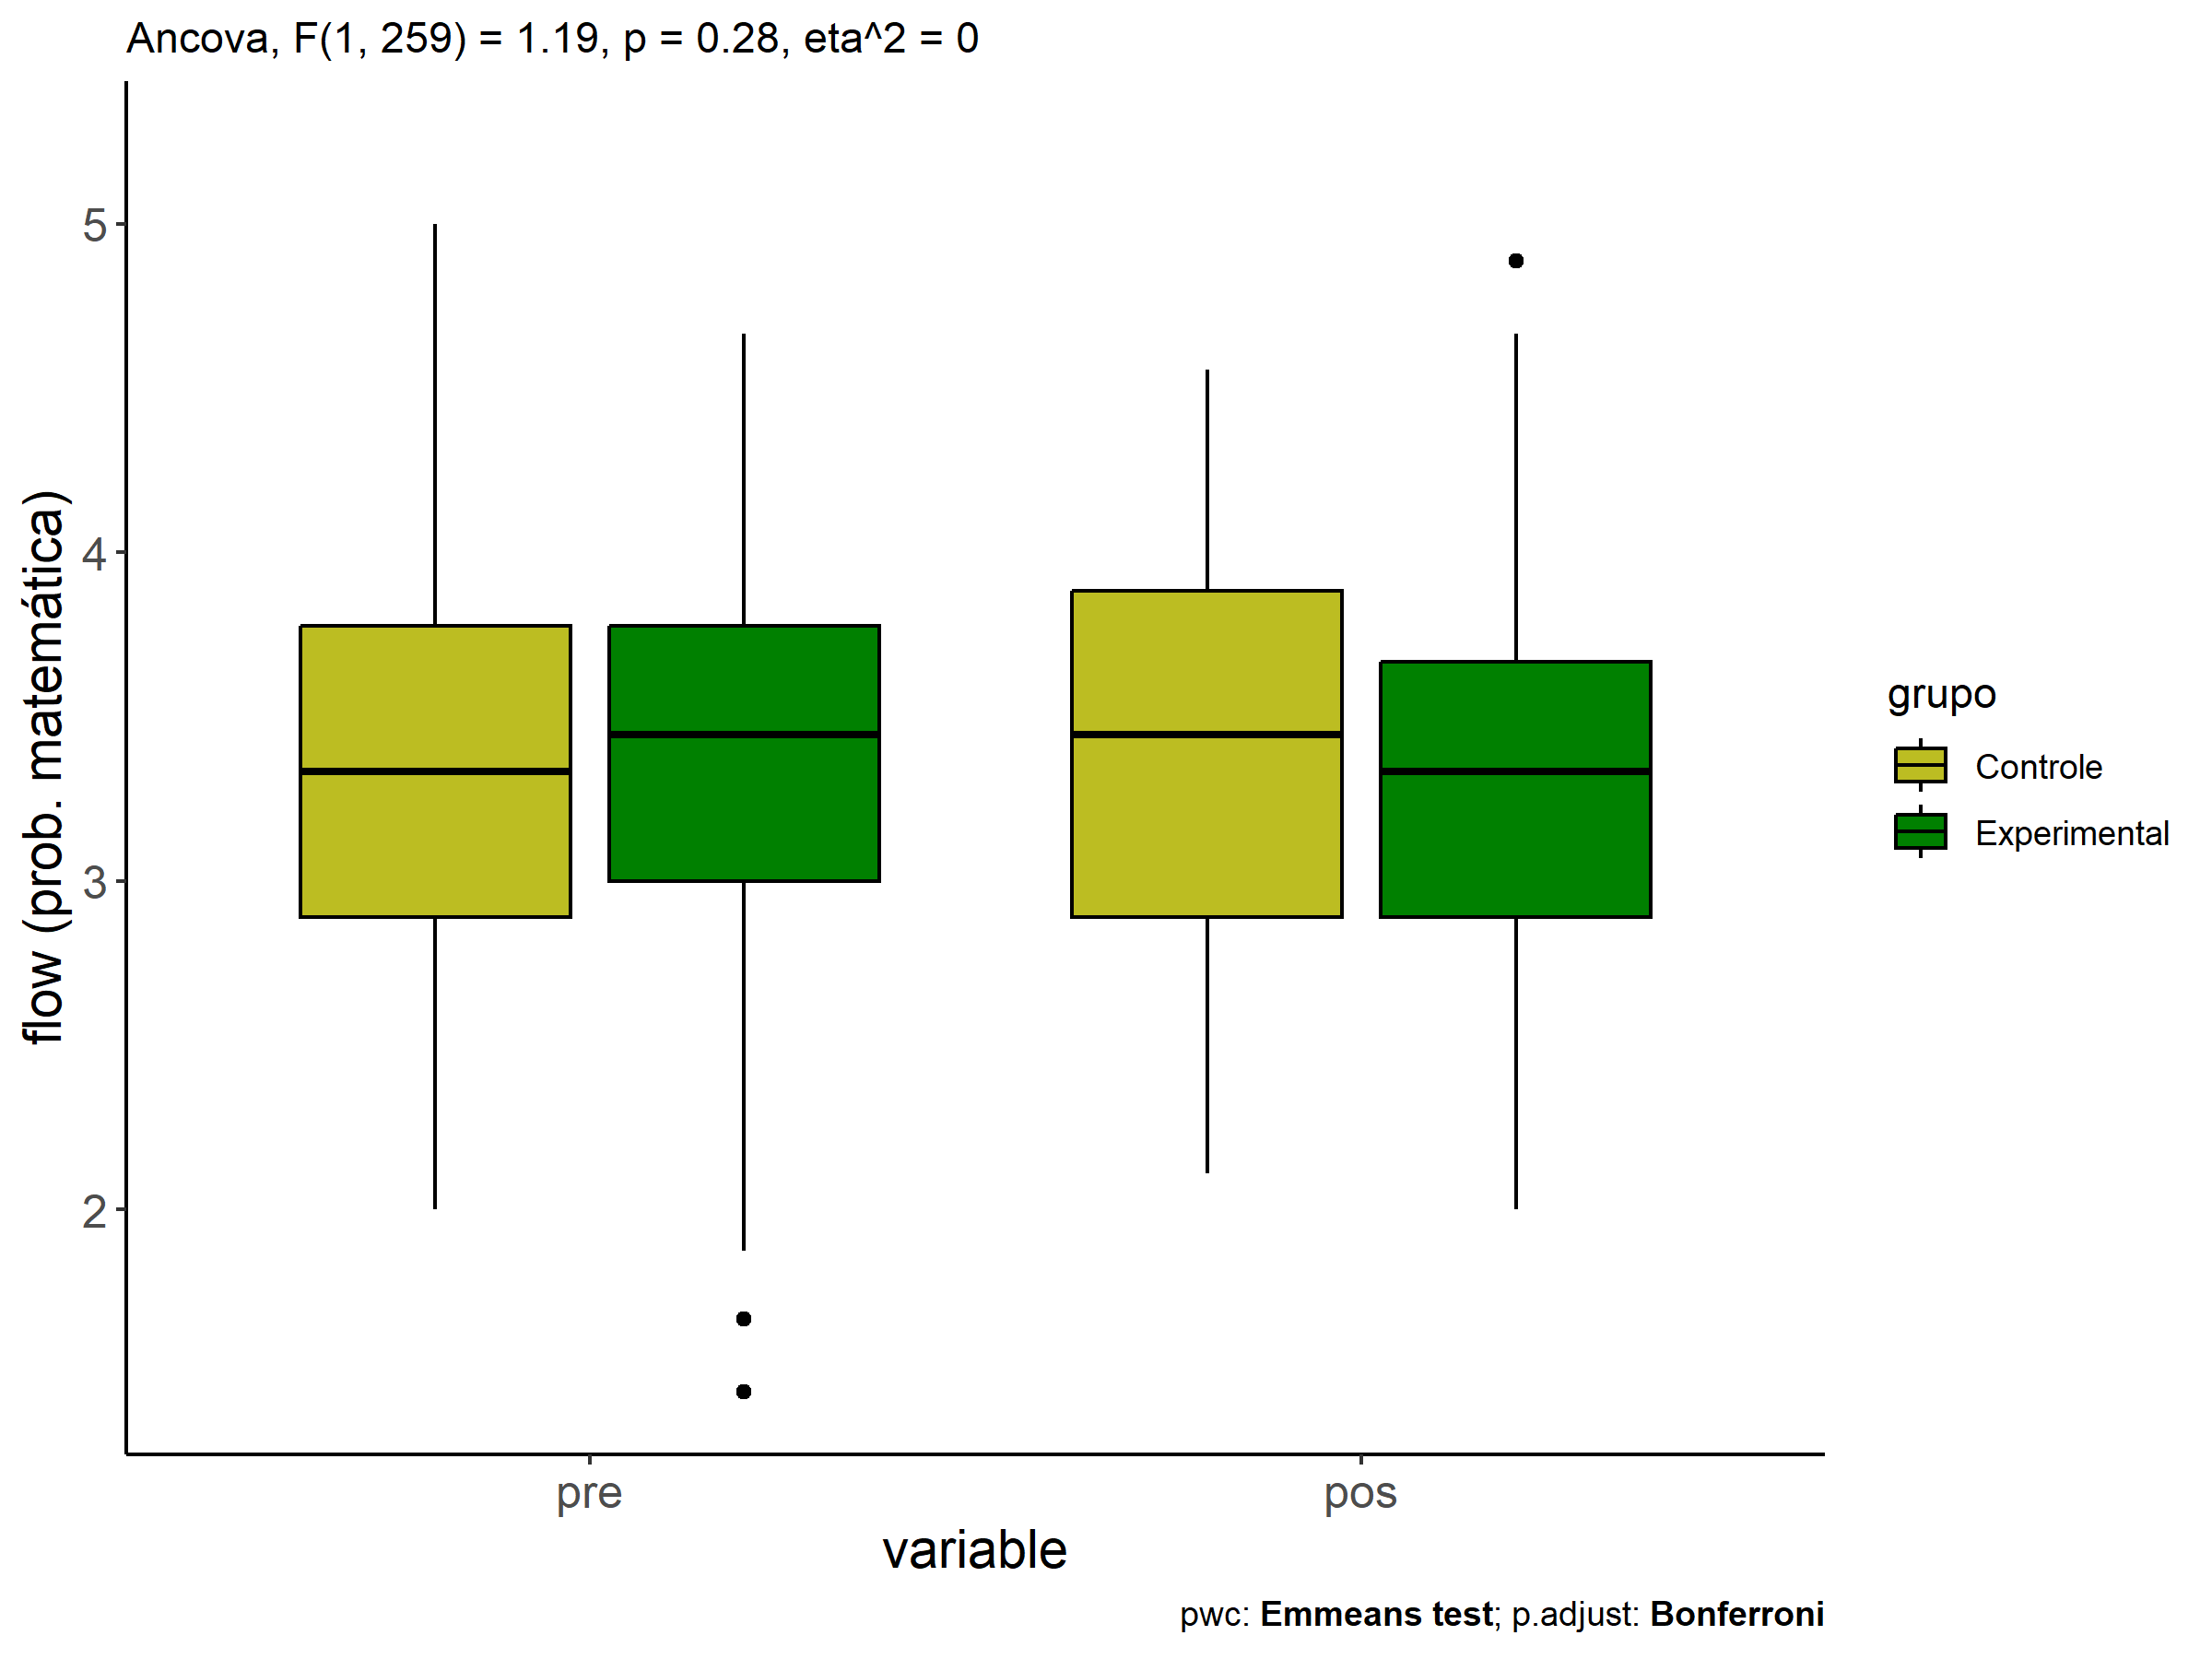 Ancova, F(1, 259) = 1.19, p = 0.28, eta^2 = 0
flow (prob. matemática)
5
4
3
2
pre
pos
variable
grupo
Controle
Experimental
pwc: Emmeans test; p.adjust: Bonferroni